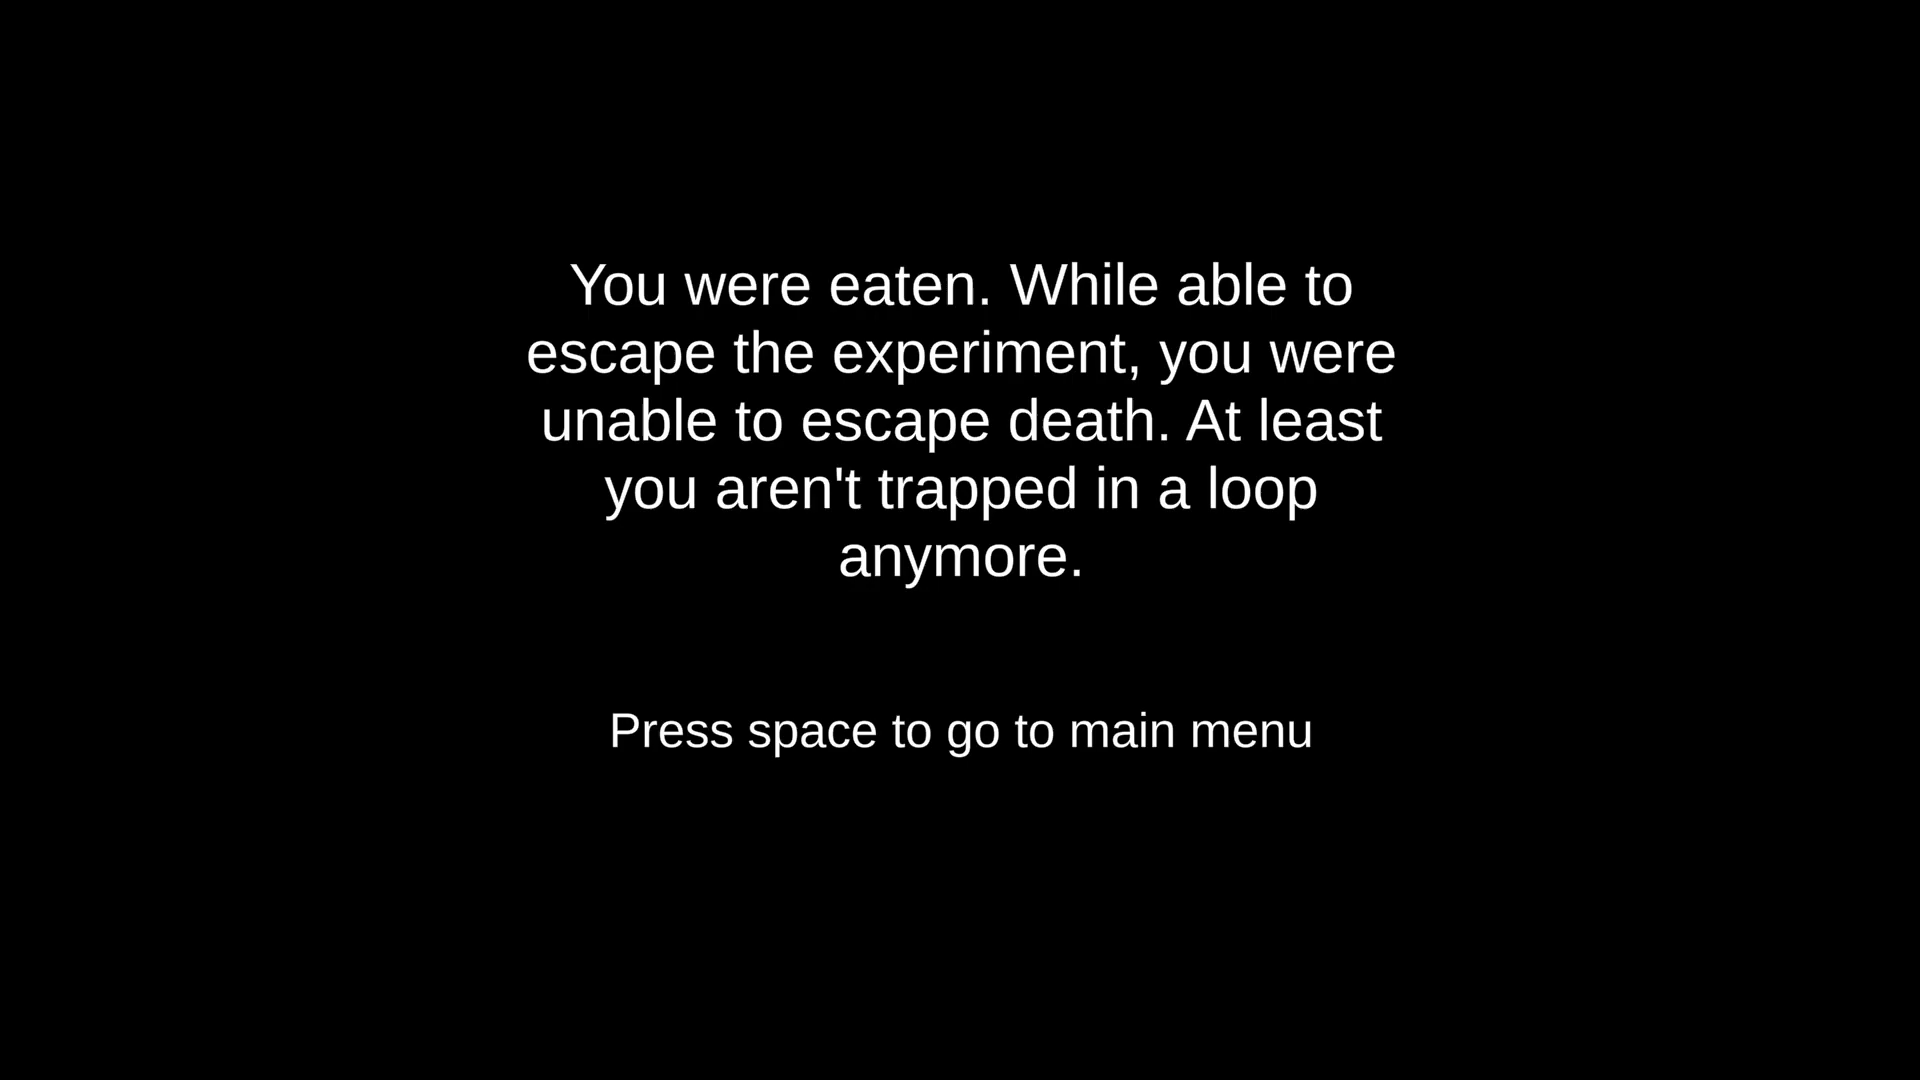 You were eaten. While able to
escape the experiment, you were
unable to escape death. At least
you aren't trapped in a loop
anymore.
Press space to go to main menu